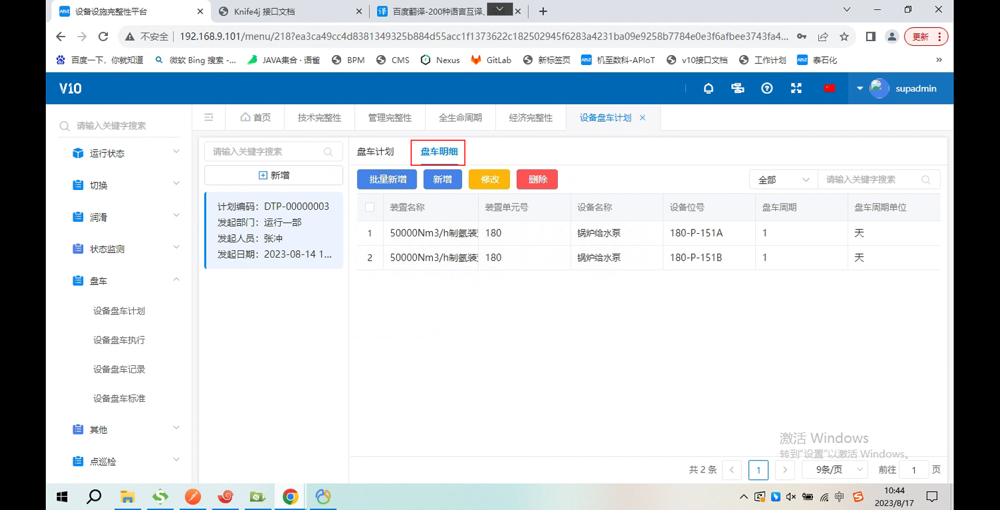 设备设施完整性平台
Knife4j 接口文档
百度翻译-200种语言互译、
不安全
192.168.9.101/menu/218?ea3ca49cc4d8381349325b884d55acc1f1373622c182502945f6283a4231ba09e9258b7784e0e3f6afbee3743fa4...
更新
百度一下，你就知道
微软 Bing 搜索 -...
JAVA集合 · 语雀
BPM
CMS
Nexus
GitLab
新标签页
机至数科-APIoT
v10接口文档
工作计划
泰石化
V10
supadmin
请输入关键字搜索
首页
技术完整性
管理完整性
全生命周期
经济完整性
设备盘车计划
运行状态
切换
润滑
状态监测
盘车
设备盘车计划
设备盘车执行
设备盘车记录
设备盘车标准
其他
点巡检
请输入关键字搜索
新增
计划编码：DTP-00000003
发起部门：运行一部
发起人员：张冲
发起日期：2023-08-14 1...
盘车计划
盘车明细
批量新增
新增
修改
删除
全部
请输入关键字搜索
装置名称 装置单元号 设备名称 设备位号 盘车周期 盘车周期单位
1 50000Nm3/h制氢装 180 锅炉给水泵 180-P-151A 1 天
2 50000Nm3/h制氢装 180 锅炉给水泵 180-P-151B 1 天
激活 Windows
转到"设置"以激活 Windows。
共 2 条
1
9条/页
前往 1 页
中
10:44
2023/8/17